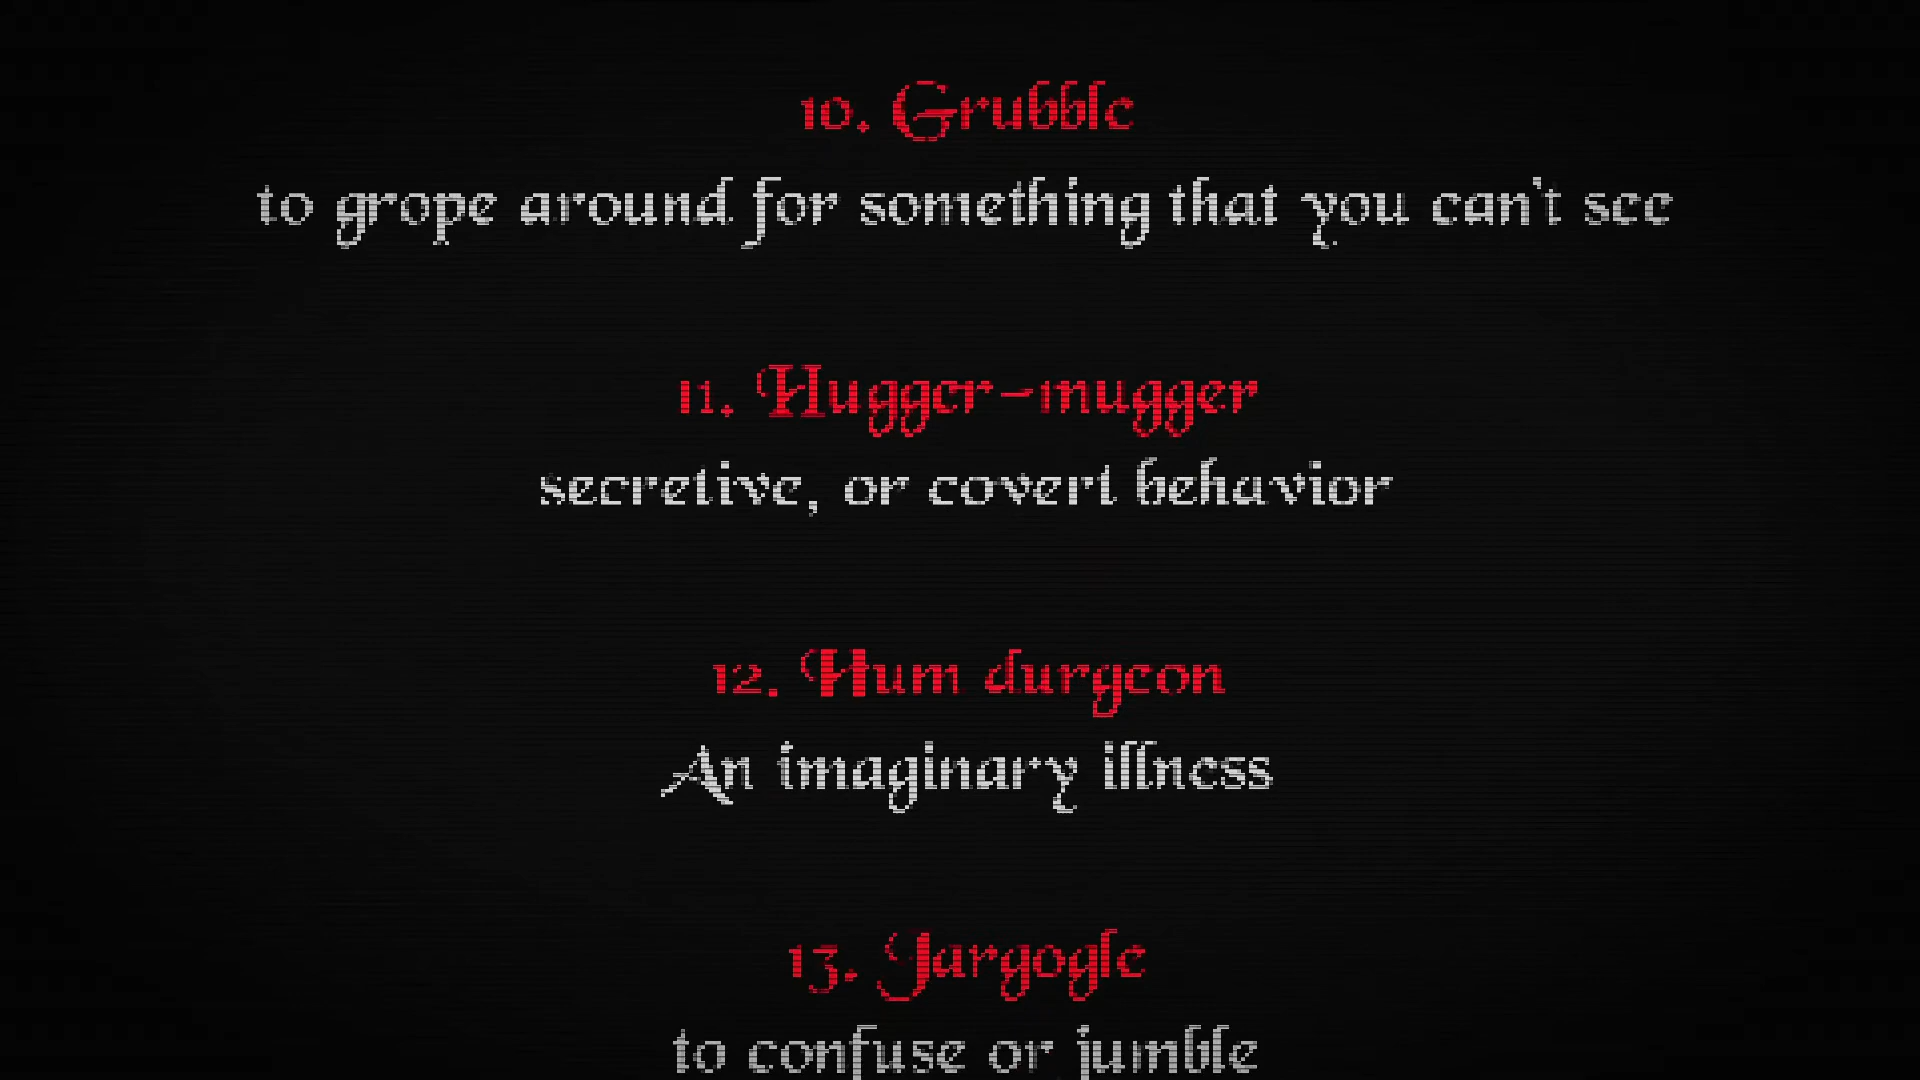 10. Grubble
to grope around for something that you can't see
11. Hugger-mugger
secretive, or covert behavior
12. Hum durgeon
An imaginary illness
13. Jargogle
to confuse or jumble